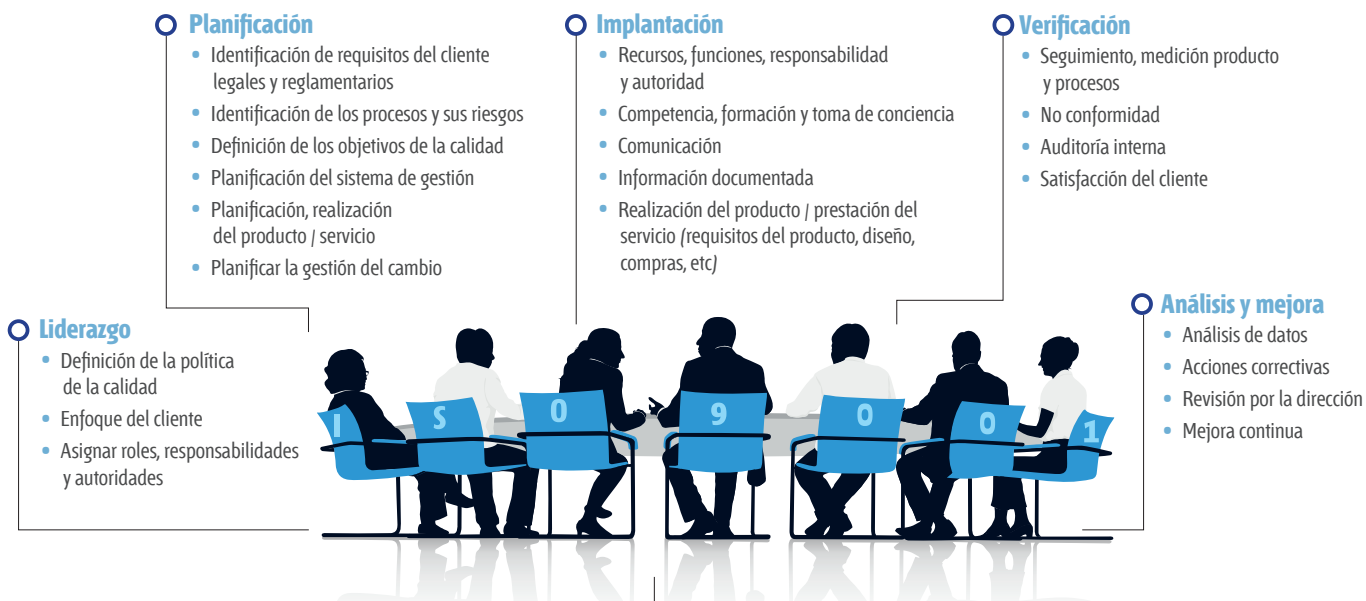 Planificación
• Identificación de requisitos del cliente
legales y reglamentarios
• Identificación de los procesos y sus riesgos
• Definición de los objetivos de la calidad
• Planificación del sistema de gestión
• Planificación, realización
del producto / servicio
• Planificar la gestión del cambio
Implantación
• Recursos, funciones, responsabilidad
y autoridad
• Competencia, formación y toma de conciencia
• Comunicación
• Información documentada
• Realización del producto / prestación del
servicio (requisitos del producto, diseño,
compras, etc)
Verificación
• Seguimiento, medición producto
y procesos
• No conformidad
• Auditoría interna
• Satisfacción del cliente
Liderazgo
• Definición de la política
de la calidad
• Enfoque del cliente
• Asignar roles, responsabilidades
y autoridades
Análisis y mejora
• Análisis de datos
• Acciones correctivas
• Revisión por la dirección
• Mejora continua
I S O 9 0 0 1